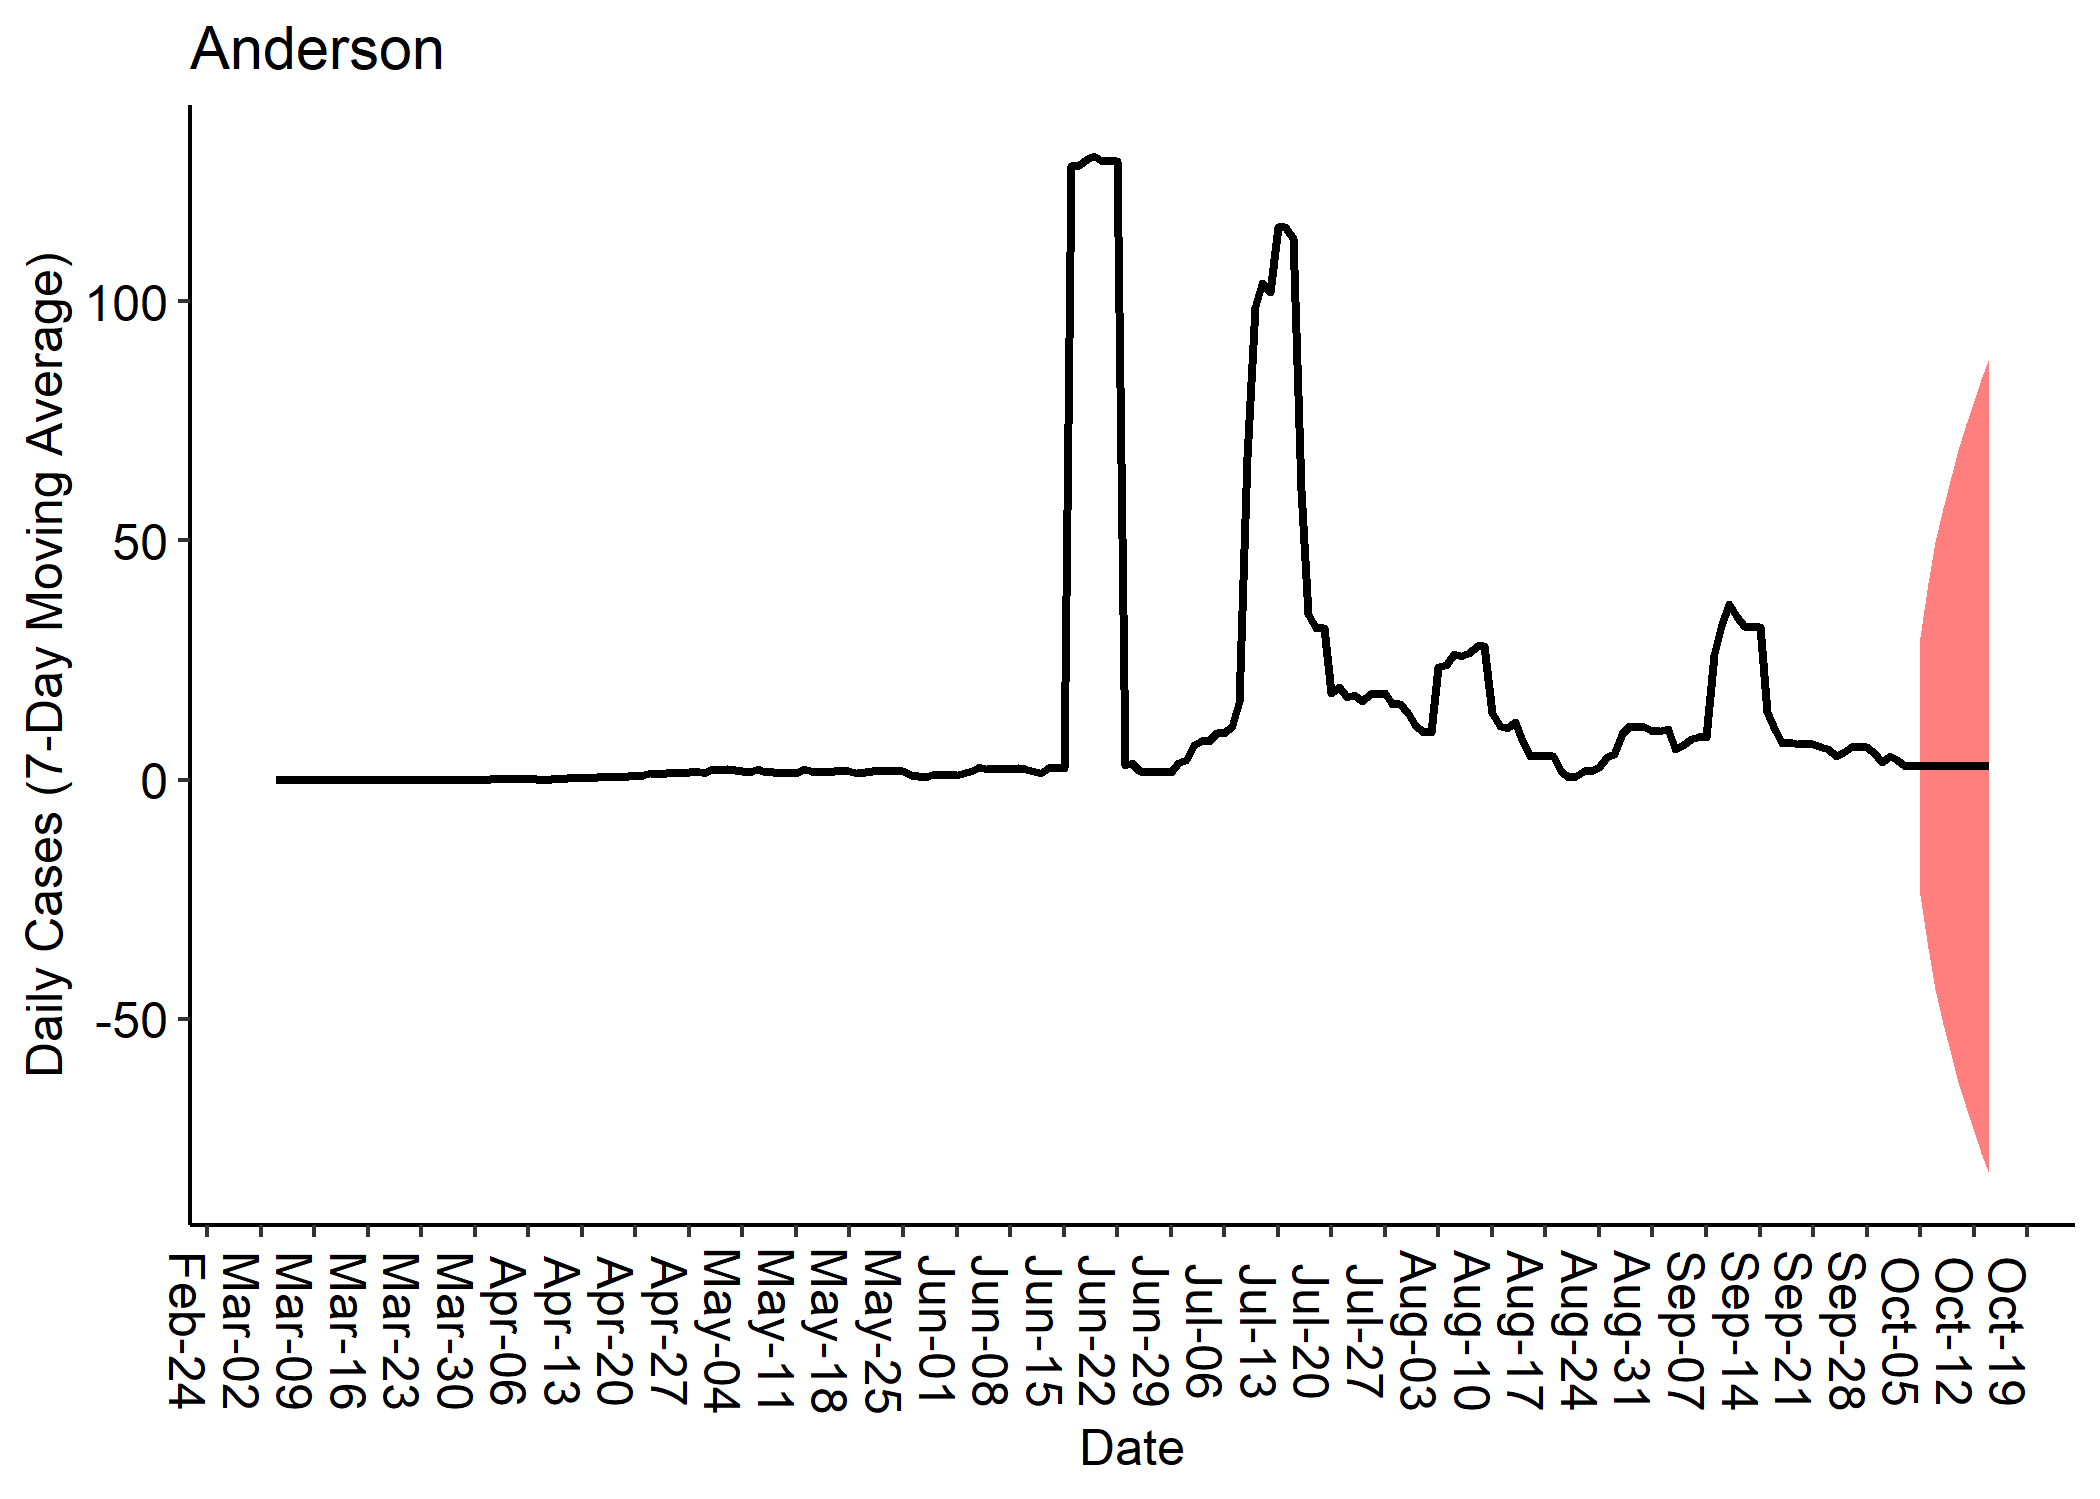 Anderson
Daily Cases (7-Day Moving Average)
100
50
0
-50
Feb-24
Mar-02
Mar-09
Mar-16
Mar-23
Mar-30
Apr-06
Apr-13
Apr-20
Apr-27
May-04
May-11
May-18
May-25
Jun-01
Jun-08
Jun-15
Jun-22
Jun-29
Jul-06
Jul-13
Jul-20
Jul-27
Aug-03
Aug-10
Aug-17
Aug-24
Aug-31
Sep-07
Sep-14
Sep-21
Sep-28
Oct-05
Oct-12
Oct-19
Date